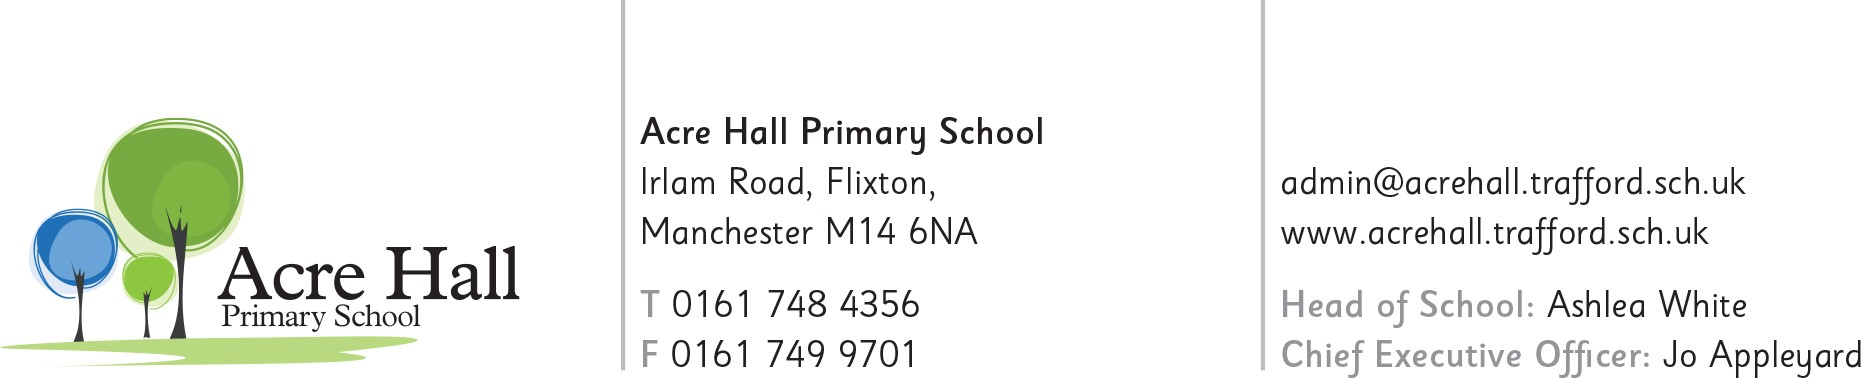 Acre Hall
Primary School
Acre Hall Primary School
Irlam Road, Flixton,
Manchester M14 6NA
T 0161 748 4356
F 0161 749 9701
admin@acrehall.trafford.sch.uk
www.acrehall.trafford.sch.uk
Head of School: Ashlea White
Chief Executive Officer: Jo Appleyard